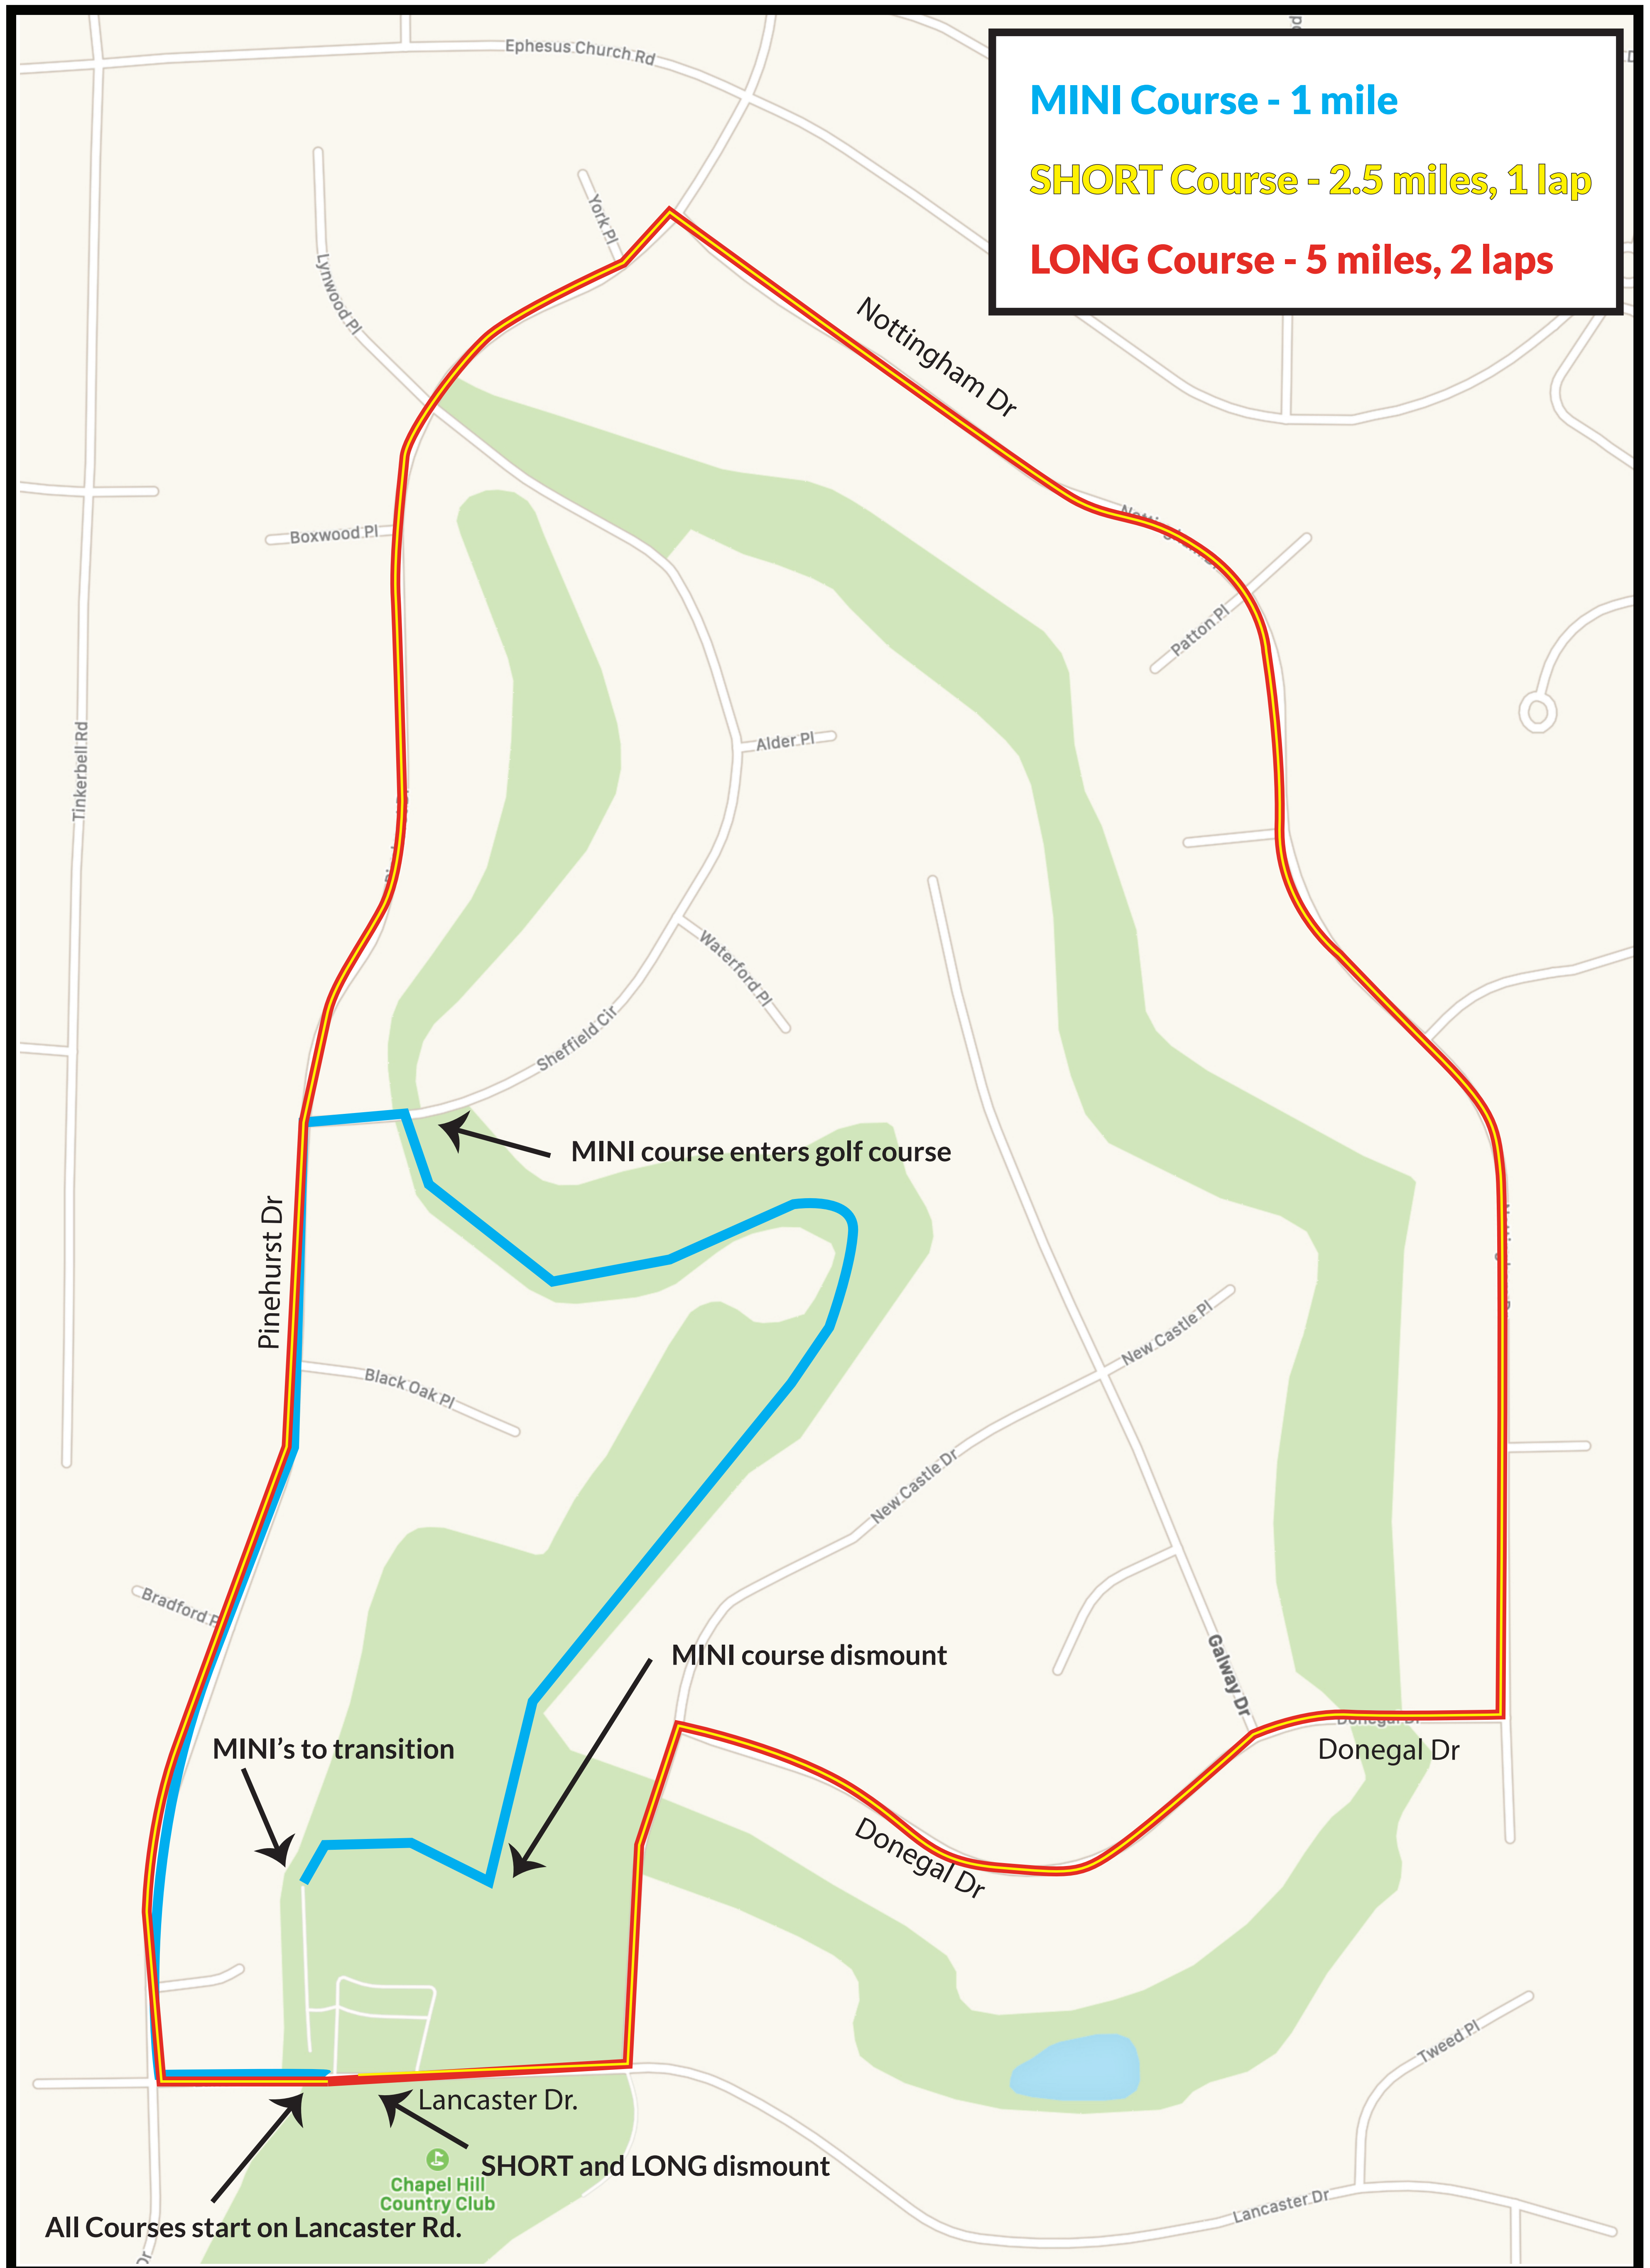 Ephesus Church Rd
MINI Course - 1 mile
SHORT Course - 2.5 miles, 1 lap
LONG Course - 5 miles, 2 laps
York Pl
Lynwood Pl
Nottingham Dr
Boxwood Pl
Patton Pl
Tinkerbell Rd
Alder Pl
Waterford Pl
Sheffield Cir
MINI course enters golf course
Pinehurst Dr
New Castle Pl
Black Oak Pl
New Castle Dr
Bradford P
MINI course dismount
Galway Dr
MINI's to transition
Donegal Dr
Donegal Dr
Donegal Dr
Tweed Pl
Lancaster Dr.
SHORT and LONG dismount
Chapel Hill
Country Club
All Courses start on Lancaster Rd.
Lancaster Dr
Dr